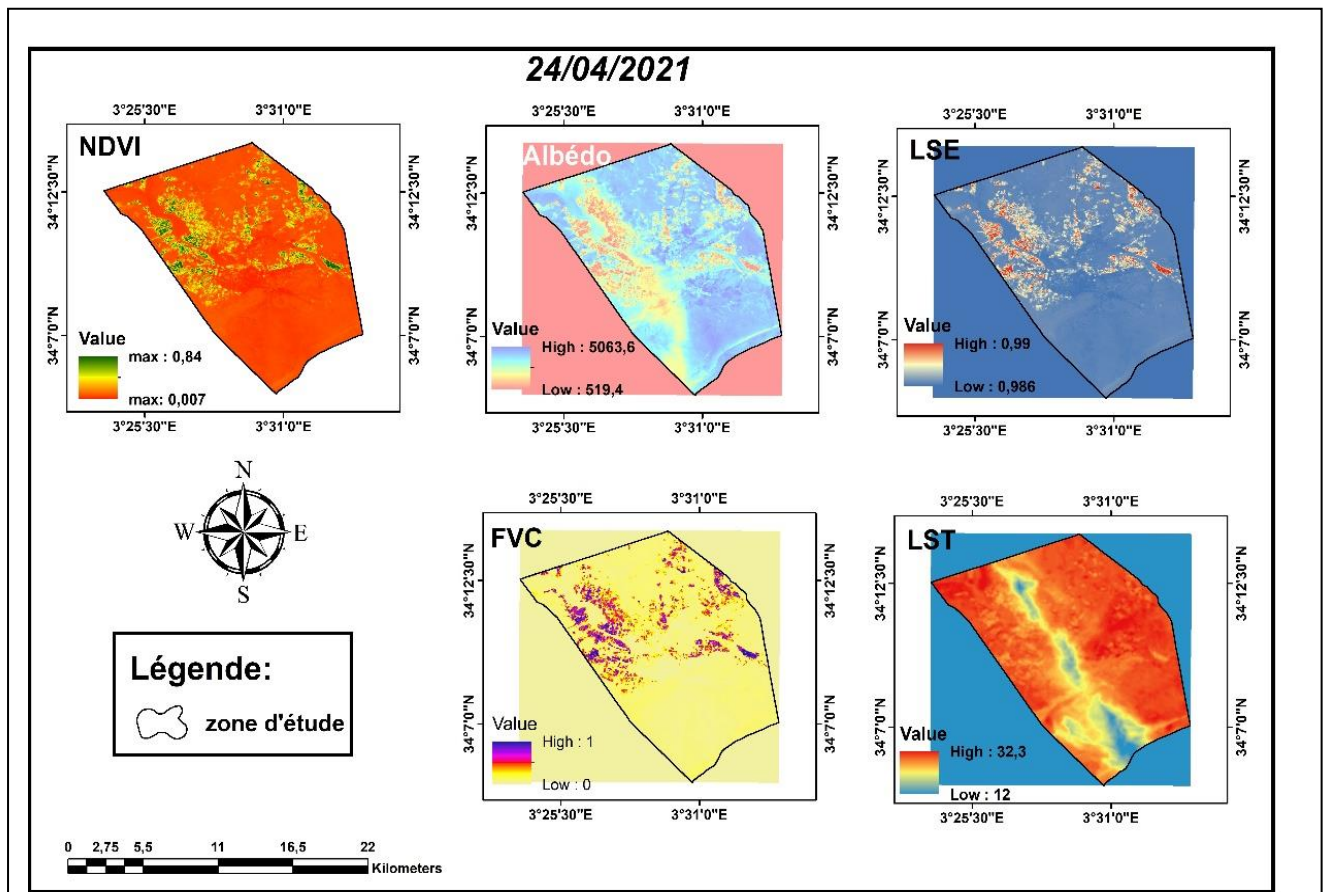 24/04/2021
3°25'30"E 3°31'0"E
NDVI
34°12'30"N 34°12'30"N
34°7'0"N 34°7'0"N
Value
max : 0,84
max: 0,007
3°25'30"E 3°31'0"E
3°25'30"E 3°31'0"E
Albédo
34°12'30"N 34°12'30"N
34°7'0"N 34°7'0"N
Value
High : 5063,6
Low : 519,4
3°25'30"E 3°31'0"E
3°25'30"E 3°31'0"E
LSE
34°12'30"N 34°12'30"N
34°7'0"N 34°7'0"N
Value
High : 0,99
Low : 0,986
3°25'30"E 3°31'0"E
N
W E
S
3°25'30"E 3°31'0"E
FVC
34°12'30"N 34°12'30"N
34°7'0"N 34°7'0"N
Value
High : 1
Low : 0
3°25'30"E 3°31'0"E
3°25'30"E 3°31'0"E
LST
34°12'30"N 34°12'30"N
34°7'0"N 34°7'0"N
Value
High : 32,3
Low : 12
3°25'30"E 3°31'0"E
Légende:
zone d'étude
0 2,75 5,5 11 16,5 22
Kilometers